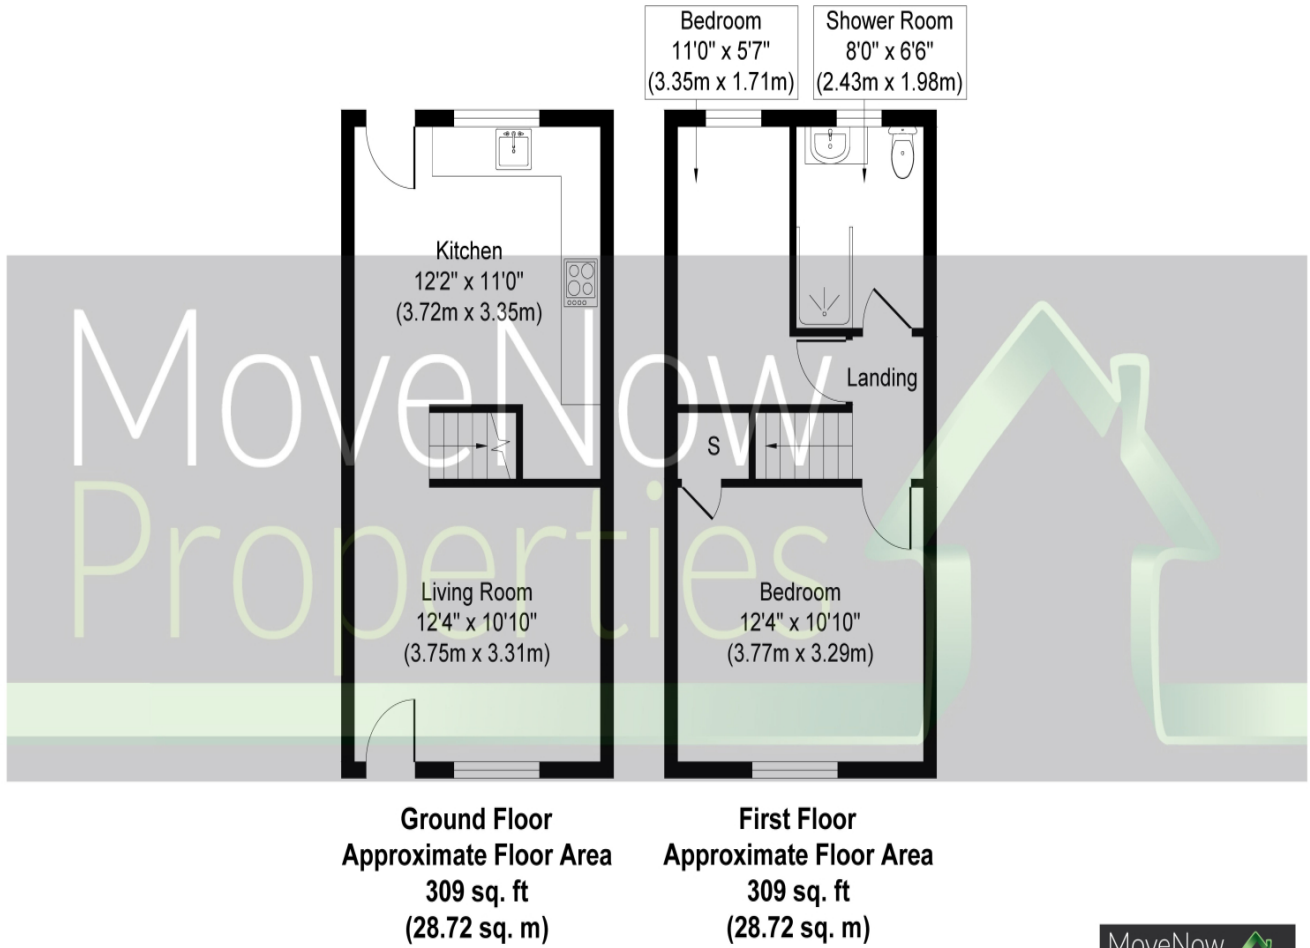 Bedroom
11'0" x 5'7"
(3.35m x 1.71m)
Shower Room
8'0" x 6'6"
(2.43m x 1.98m)
Kitchen
12'2" x 11'0"
(3.72m x 3.35m)
Landing
S
MoveNow
Properties
Living Room
12'4" x 10'10"
(3.75m x 3.31m)
Bedroom
12'4" x 10'10"
(3.77m x 3.29m)
Ground Floor
Approximate Floor Area
309 sq. ft
(28.72 sq. m)
First Floor
Approximate Floor Area
309 sq. ft
(28.72 sq. m)
MoveNow